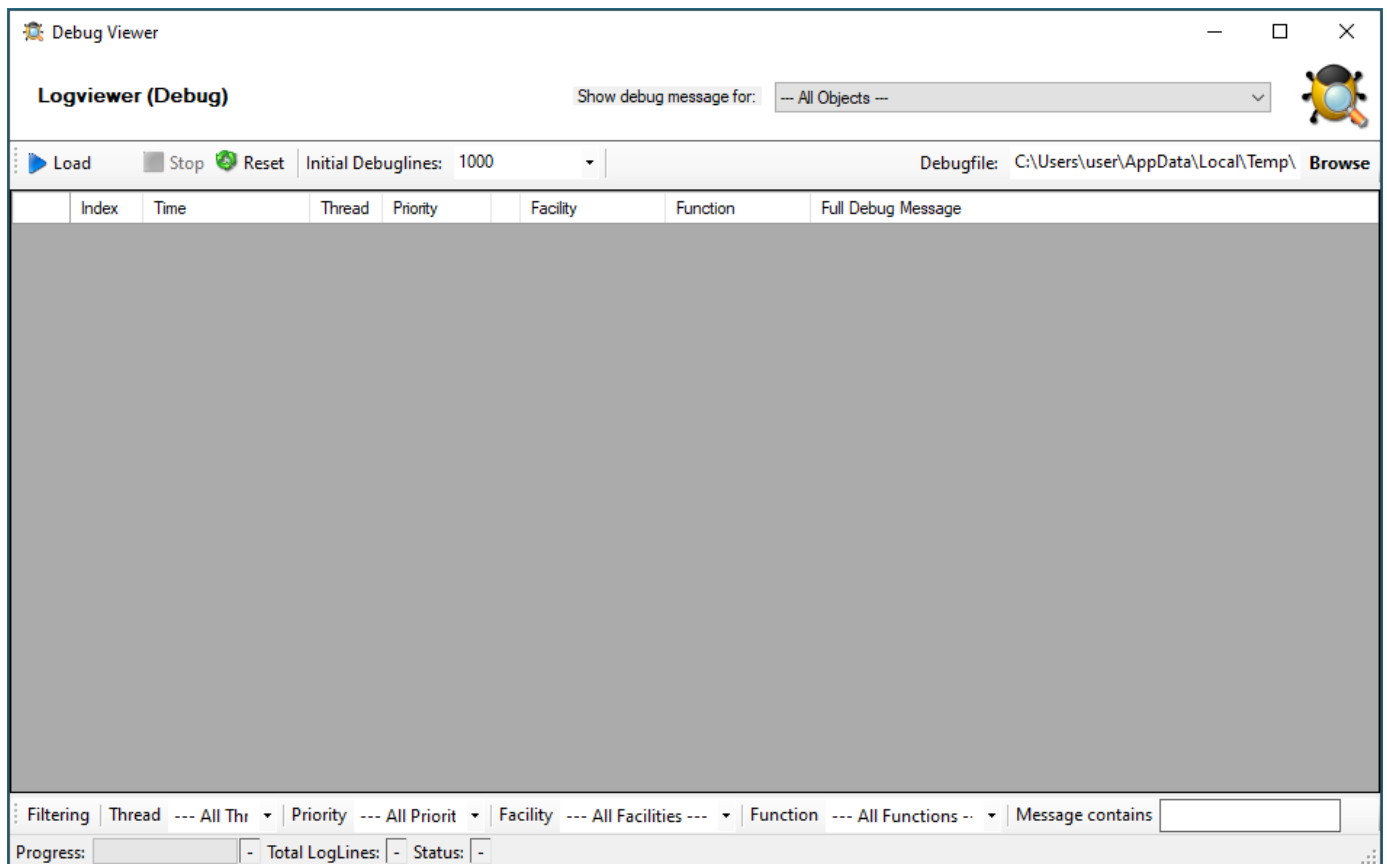 Debug Viewer
Logviewer (Debug) Show debug message for: --- All Objects ---
Load Stop Reset Initial Debuglines: 1000 Debugfile: C:\Users\user\AppData\Local\Temp\ Browse
Index Time Thread Priority Facility Function Full Debug Message
Filtering Thread --- All Thr Priority --- All Priorit Facility --- All Facilities --- Function --- All Functions -- Message contains
Progress: - Total LogLines: - Status: -